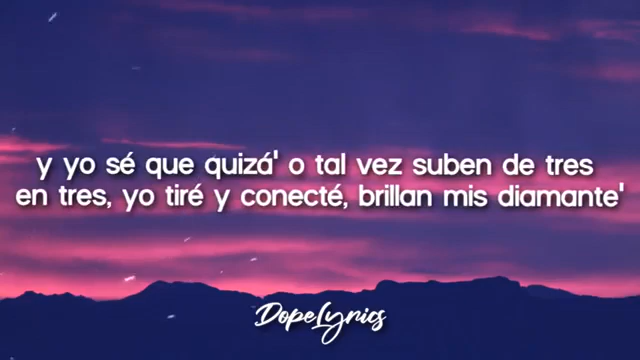 y yo sé que quizá' o tal vez suben de tres
en tres, yo tiré y conecté, brillan mis diamante'
DopeLyrics